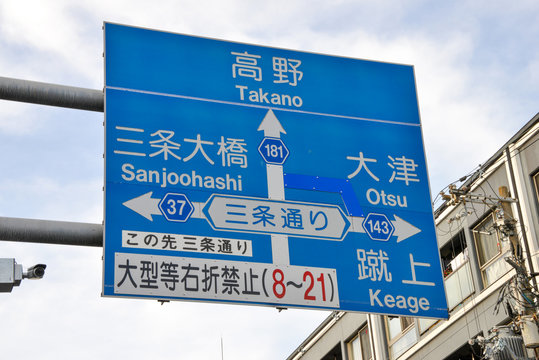 高野
Takano
三条大橋
Sanjoohashi
181
大津
Otsu
37
三条通り
143
この先 三条通り
蹴上
Keage
大型等右折禁止(8~21)